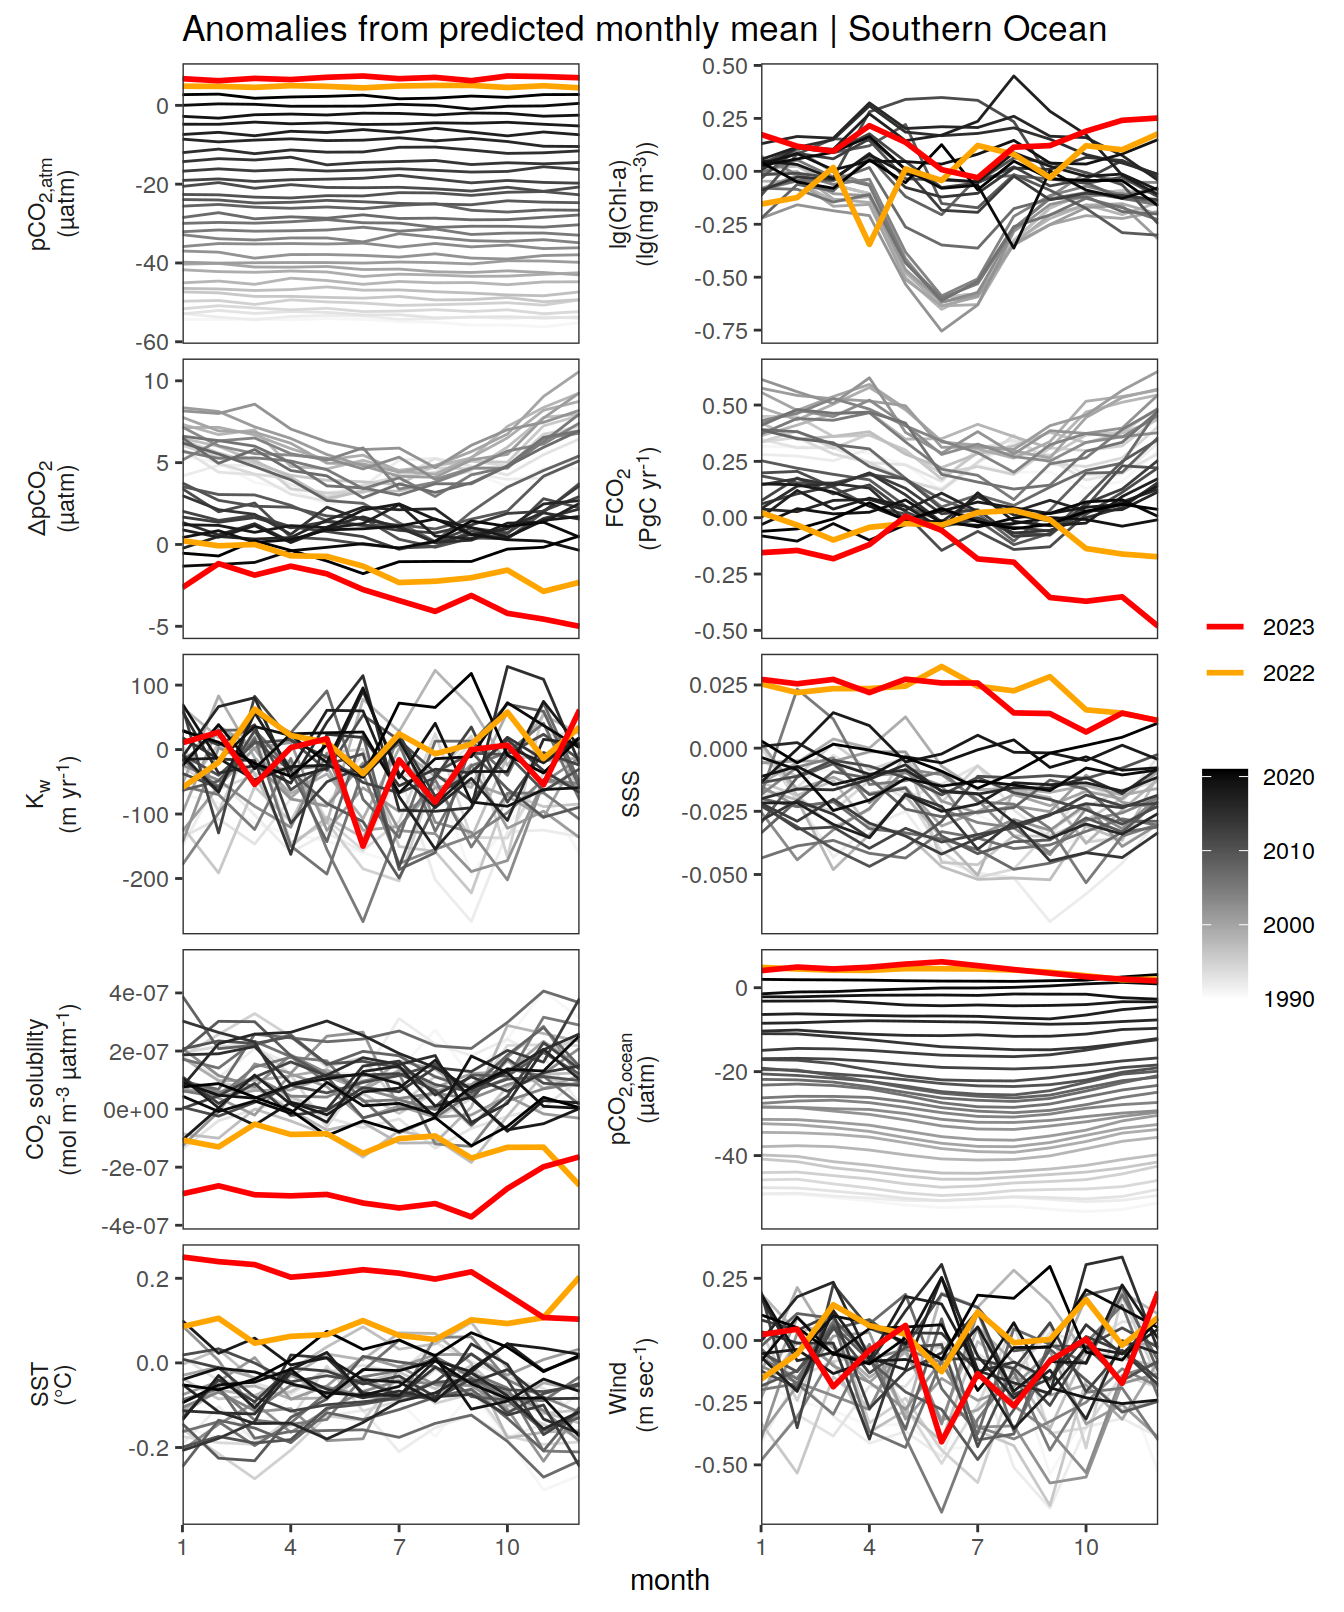 Anomalies from predicted monthly mean | Southern Ocean
pCO2,atm
(µatm)
0
-20
-40
-60
lg(Chl-a)
(lg(mg m-3))
0.50
0.25
0.00
-0.25
-0.50
-0.75
ΔpCO2
(µatm)
10
5
0
-5
FCO2
(PgC yr-1)
0.50
0.25
0.00
-0.25
-0.50
Kw
(m yr-1)
100
0
-100
-200
SSS
0.025
0.000
-0.025
-0.050
CO2 solubility
(mol m-3 µatm-1)
4e-07
2e-07
0e+00
-2e-07
-4e-07
pCO2,ocean
(µatm)
0
-20
-40
SST
(°C)
0.2
0.0
-0.2
Wind
(m sec-1)
0.25
0.00
-0.25
-0.50
1 4 7 10
1 4 7 10
month
2023
2022
2020
2010
2000
1990